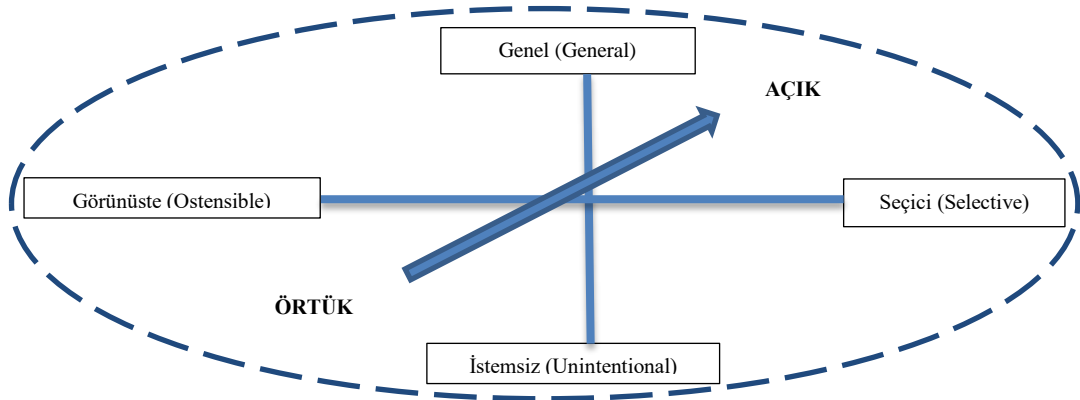 Genel (General)
AÇIK
Görünüste (Ostensible)
Seçici (Selective)
ÖRTÜK
İstemsiz (Unintentional)